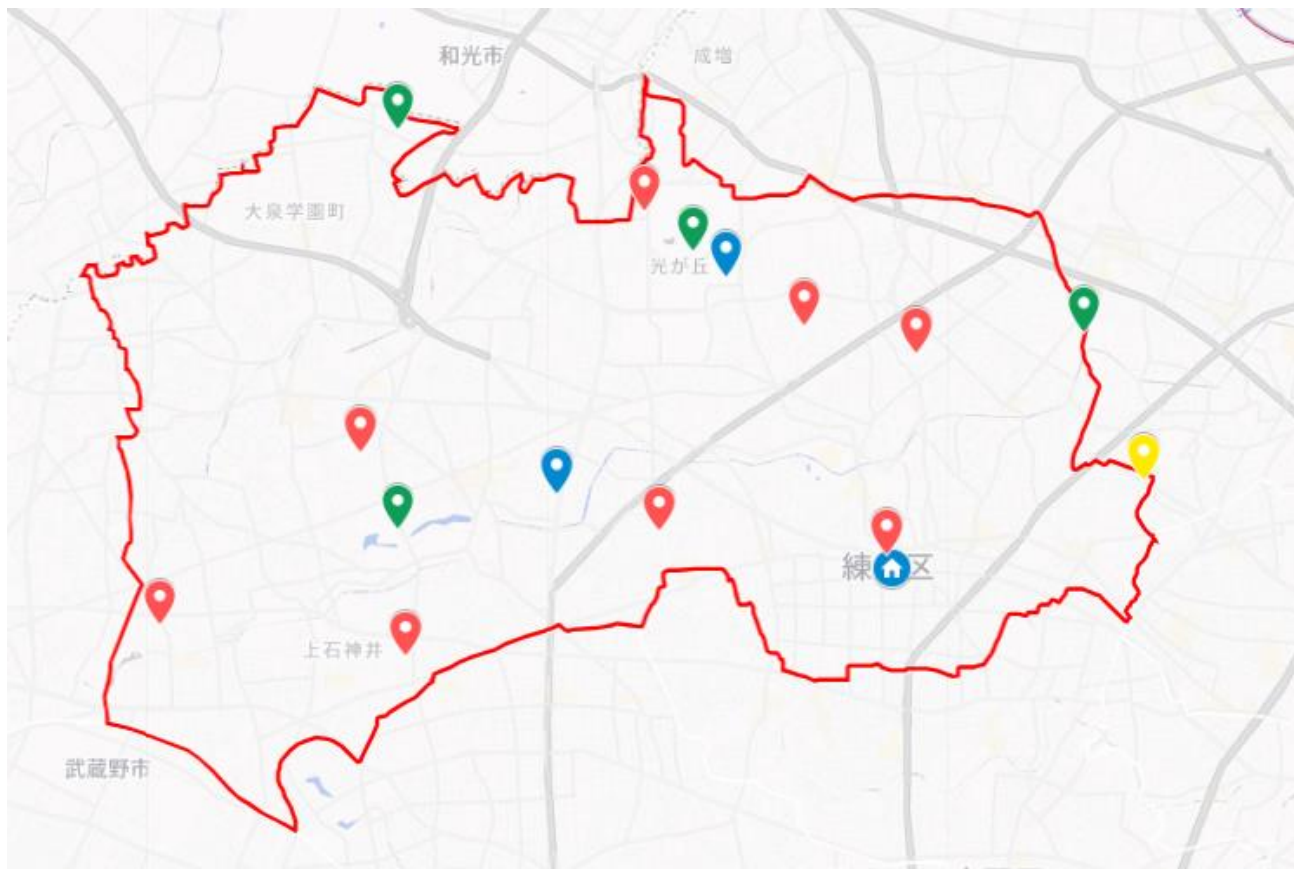 和光市
成増
大泉学園町
光が丘
練 区
上石神井
武蔵野市